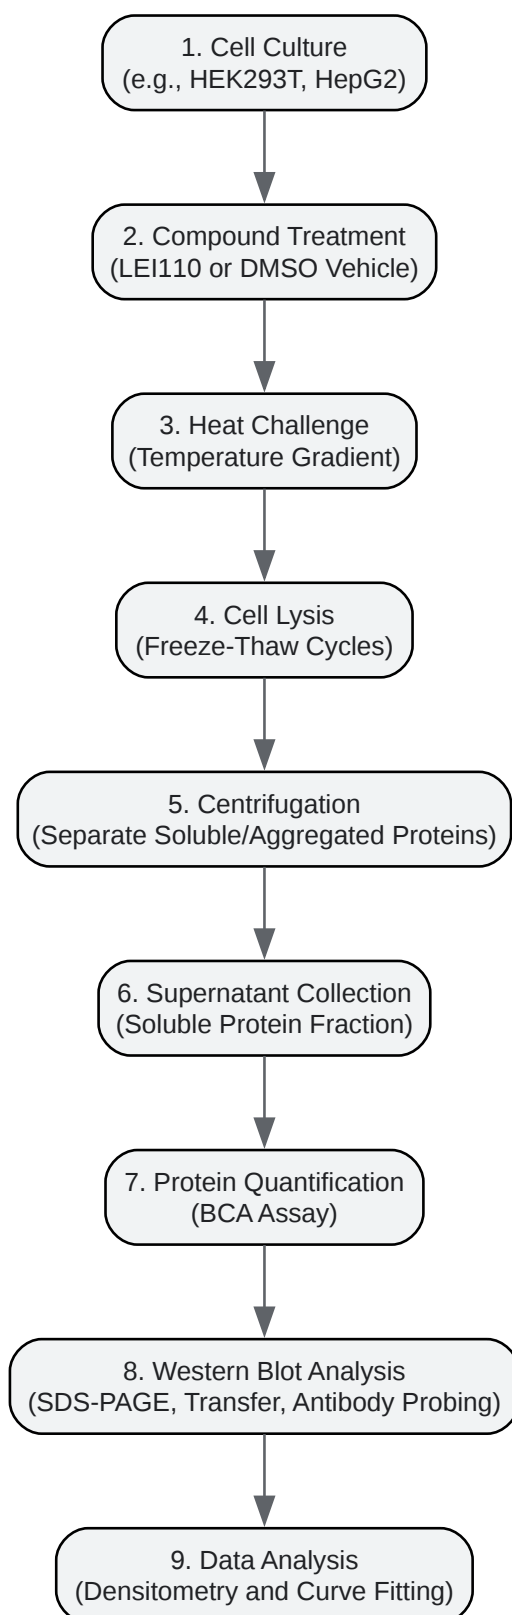 1. Cell Culture
(e.g., HEK293T, HepG2)
2. Compound Treatment
(LEI110 or DMSO Vehicle)
3. Heat Challenge
(Temperature Gradient)
4. Cell Lysis
(Freeze-Thaw Cycles)
5. Centrifugation
(Separate Soluble/Aggregated Proteins)
6. Supernatant Collection
(Soluble Protein Fraction)
7. Protein Quantification
(BCA Assay)
8. Western Blot Analysis
(SDS-PAGE, Transfer, Antibody Probing)
9. Data Analysis
(Densitometry and Curve Fitting)